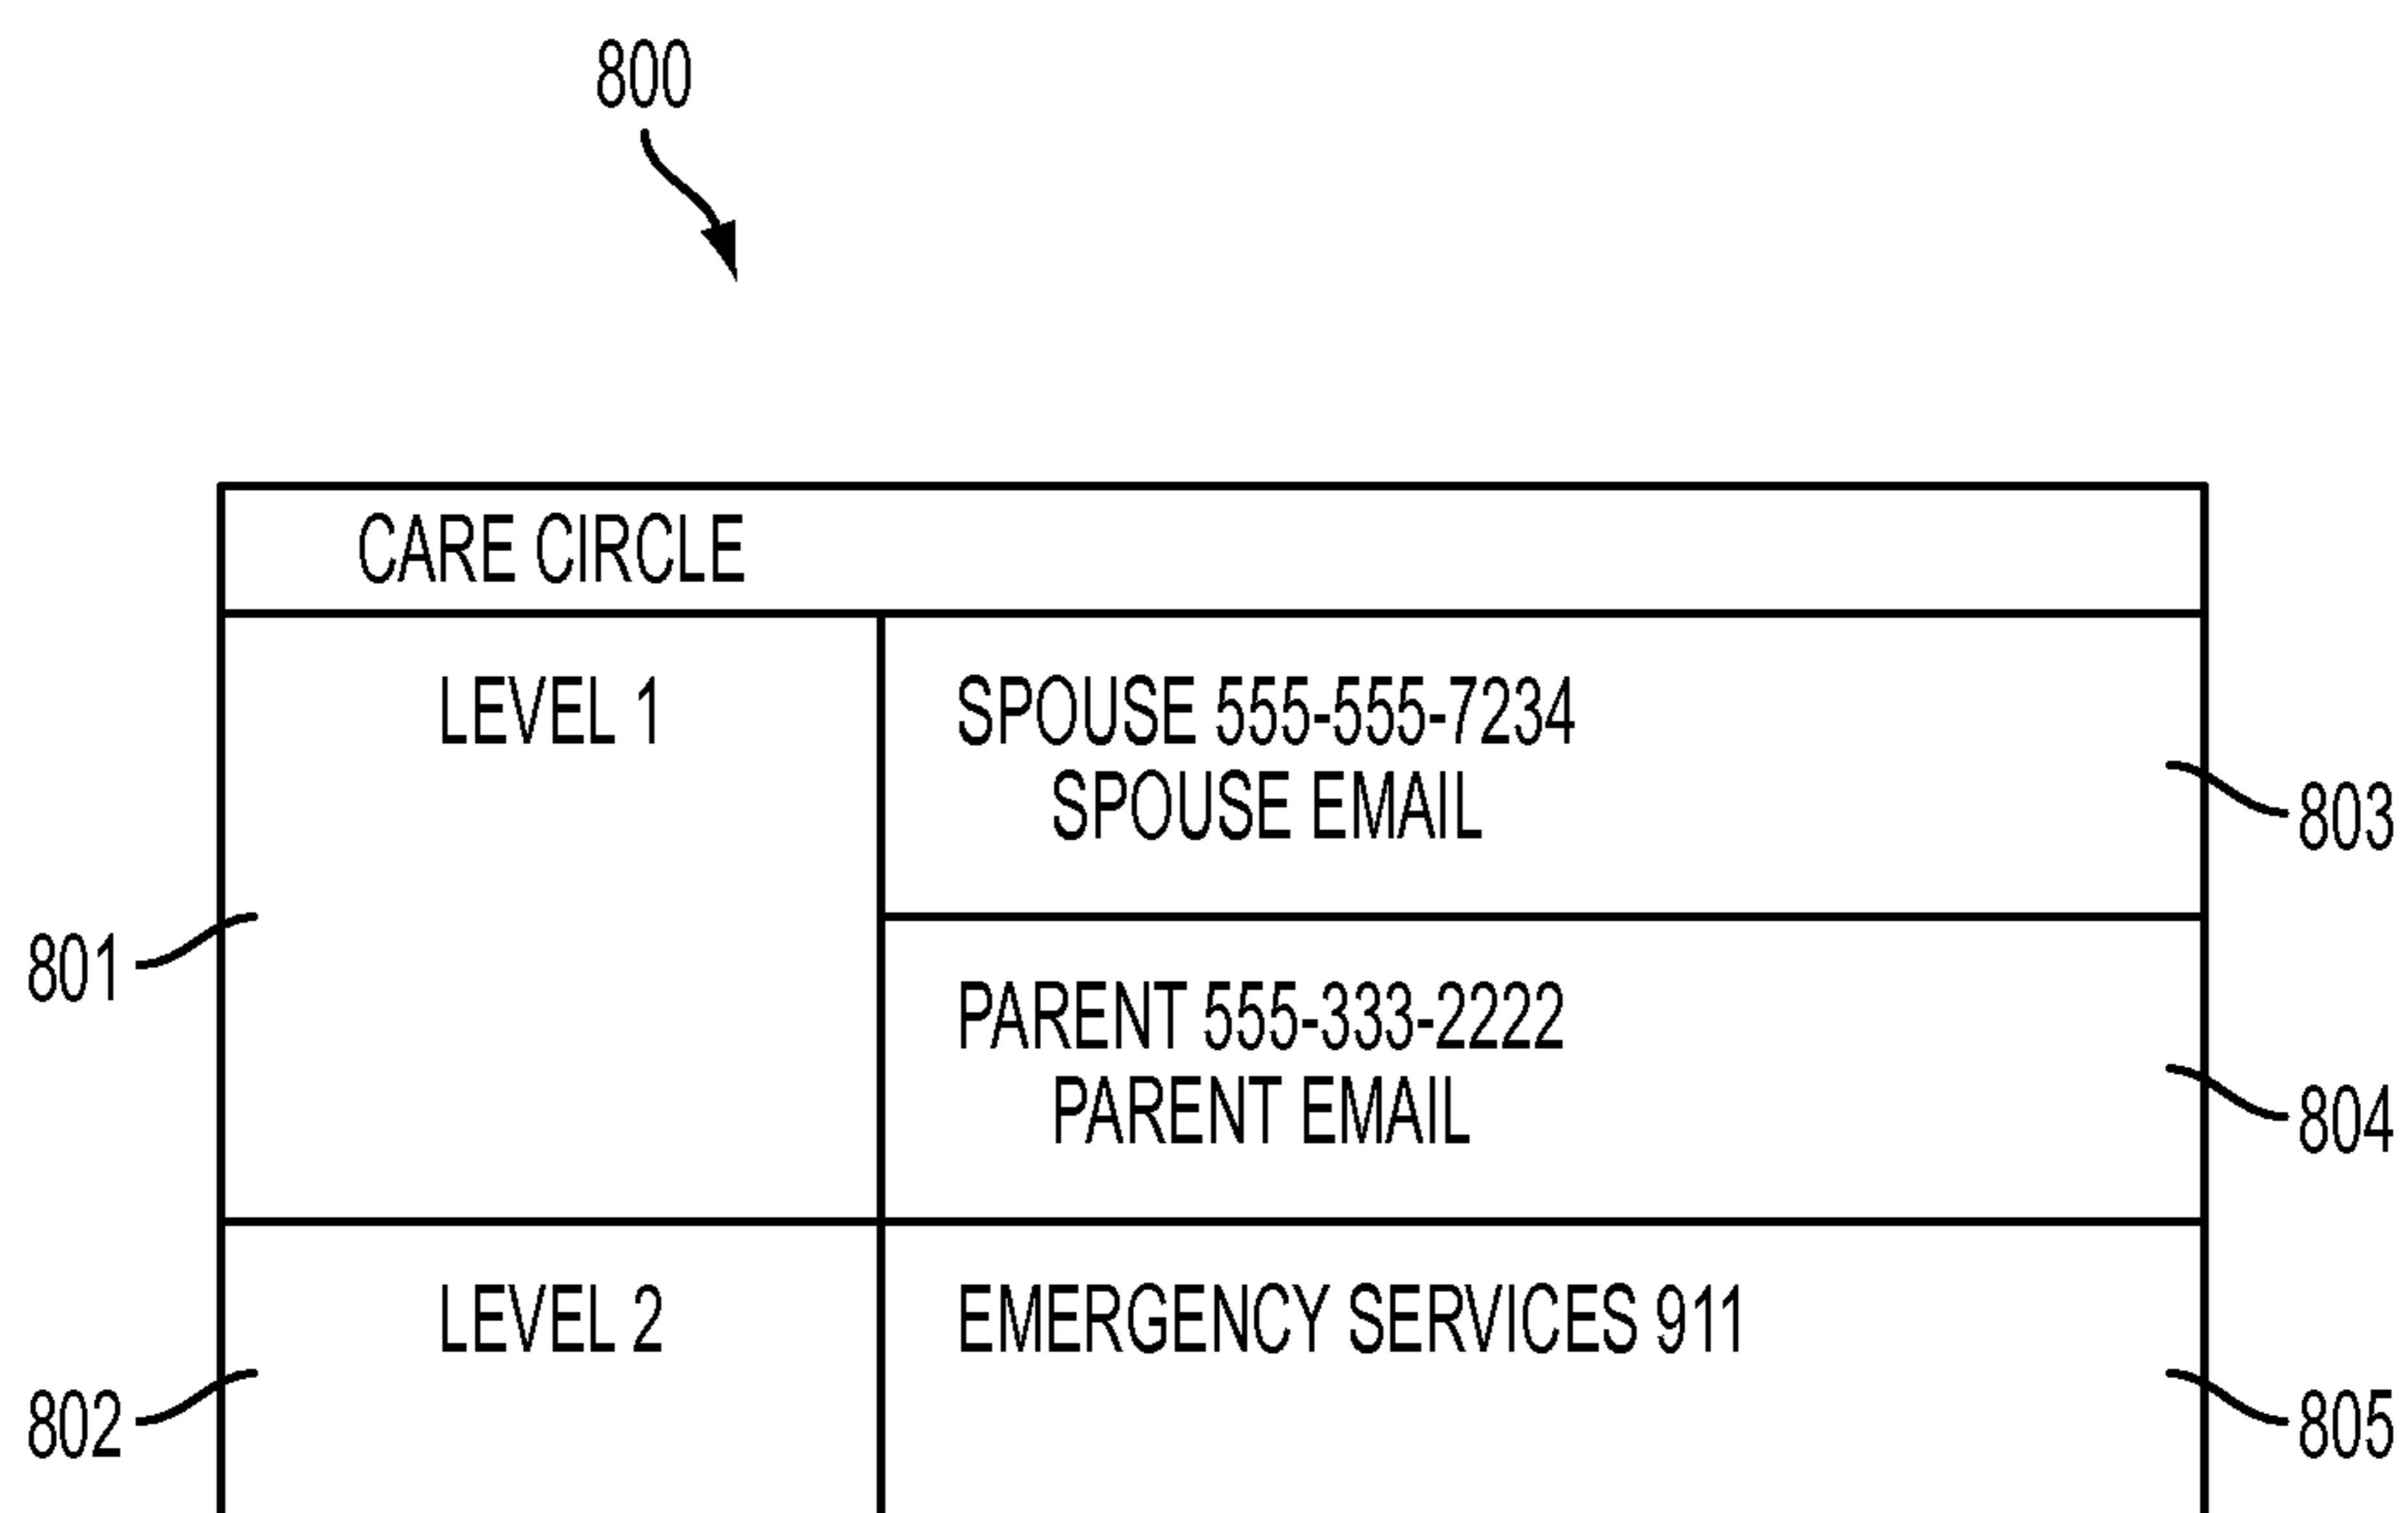 800
CARE CIRCLE
LEVEL 1
SPOUSE 555-555-7234
SPOUSE EMAIL
803
801
PARENT 555-333-2222
PARENT EMAIL
804
LEVEL 2
EMERGENCY SERVICES 911
802
805